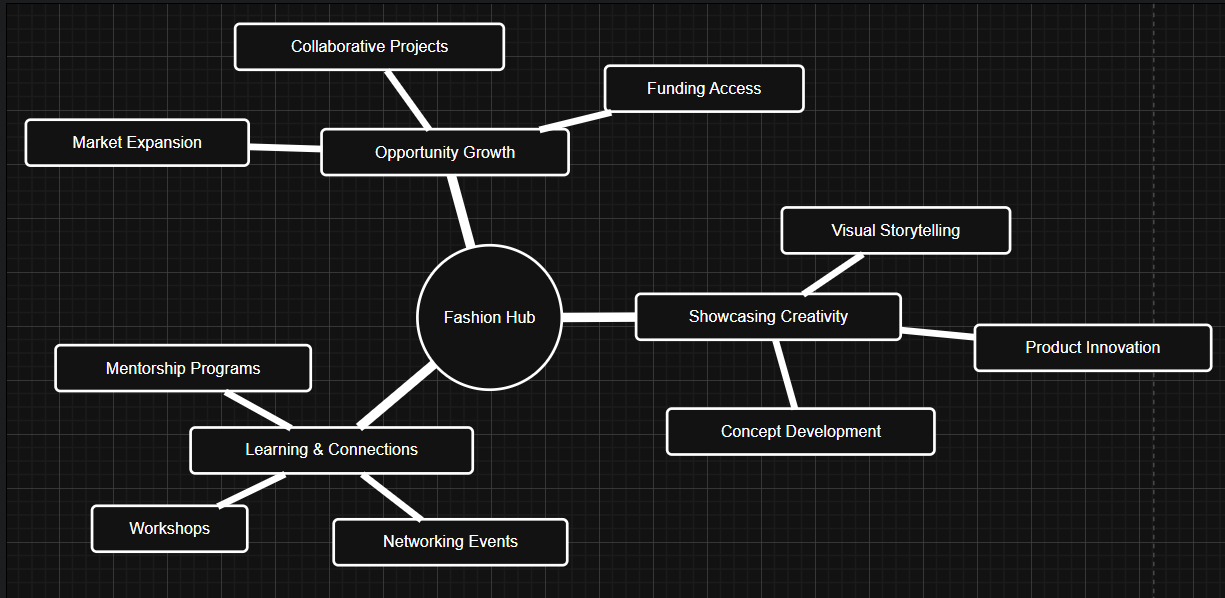 Collaborative Projects
Funding Access
Market Expansion
Opportunity Growth
Visual Storytelling
Fashion Hub
Showcasing Creativity
Product Innovation
Mentorship Programs
Concept Development
Learning & Connections
Workshops
Networking Events